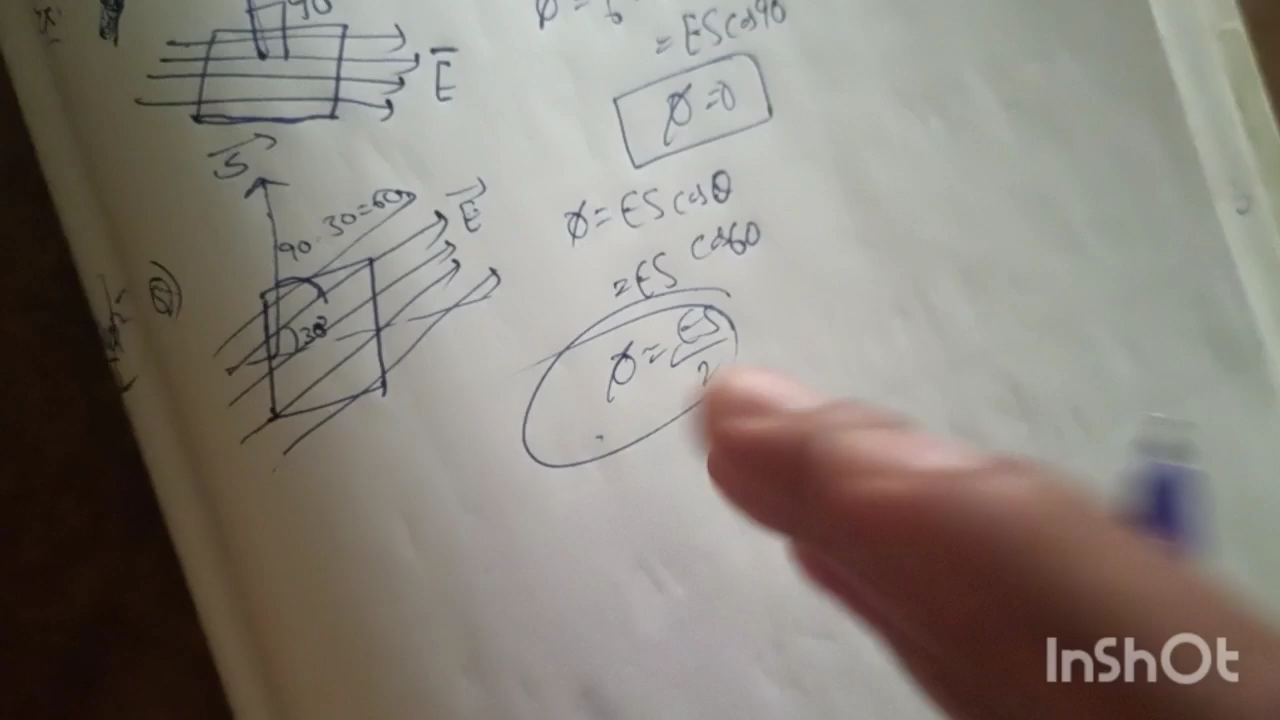 90
E
= ES cos 90
φ = 0
S
90 - 30 = 60
E
30
φ = ES cos θ
= ES cos 60
φ = ES/2
InShOt